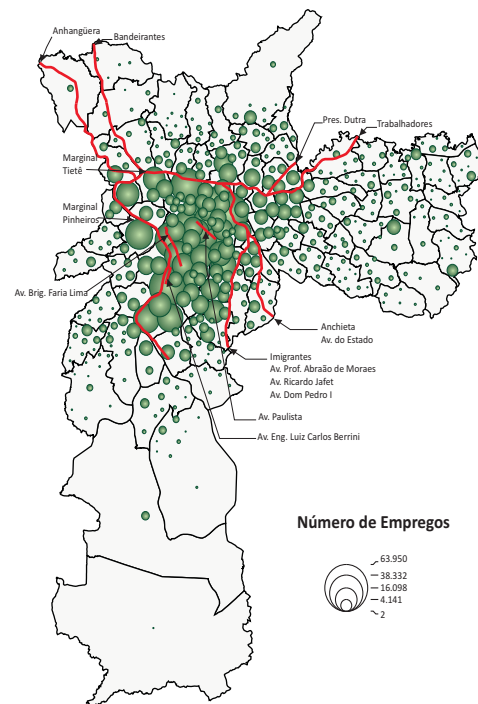 Anhangüera
Bandeirantes
Pres. Dutra
Trabalhadores
Marginal
Tietê
Marginal
Pinheiros
Av. Brig. Faria Lima
Anchieta
Av. do Estado
Imigrantes
Av. Prof. Abraão de Moraes
Av. Ricardo Jafet
Av. Dom Pedro I
Av. Paulista
Av. Eng. Luiz Carlos Berrini
Número de Empregos
63.950
38.332
16.098
4.141
2